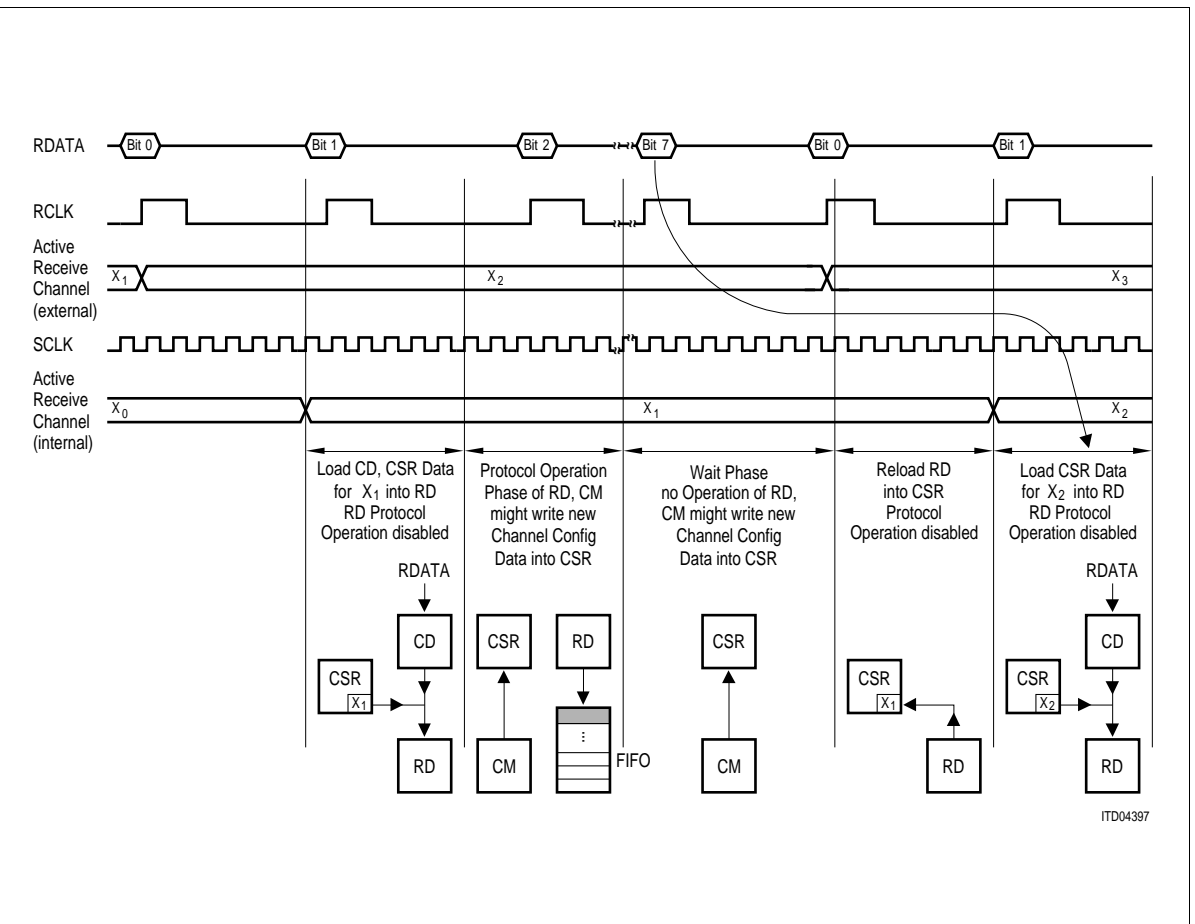 RDATA Bit 0 Bit 1 Bit 2 Bit 7 Bit 0 Bit 1
RCLK
Active
Receive
Channel
(external)
X1 X2 X3
SCLK
Active
Receive
Channel
(internal)
X0 X1 X2
Load CD, CSR Data
for X1 into RD
RD Protocol
Operation disabled
Protocol Operation
Phase of RD, CM
might write new
Channel Config
Data into CSR
Wait Phase
no Operation of RD,
CM might write new
Channel Config
Data into CSR
Reload RD
into CSR
Protocol
Operation disabled
Load CSR Data
for X2 into RD
RD Protocol
Operation disabled
RDATA
CD
CSR
X1
RD
CSR
CM
RD
FIFO
CSR
CM
CSR
X1
RD
RDATA
CD
CSR
X2
RD
ITD04397